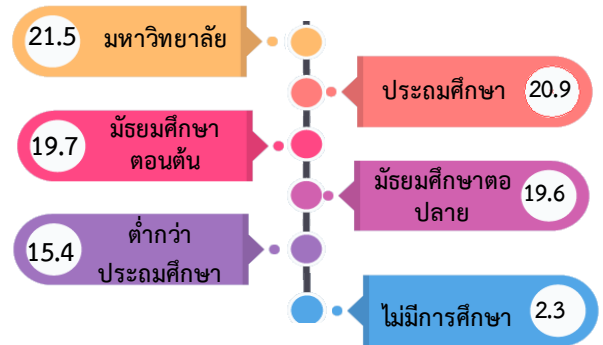 21.5 มหาวิทยาลัย
ประถมศึกษา 20.9
19.7 มัธยมศึกษา
ตอนต้น
มัธยมศึกษาตอ
ปลาย 19.6
15.4 ต่ำกว่า
ประถมศึกษา
ไม่มีการศึกษา 2.3